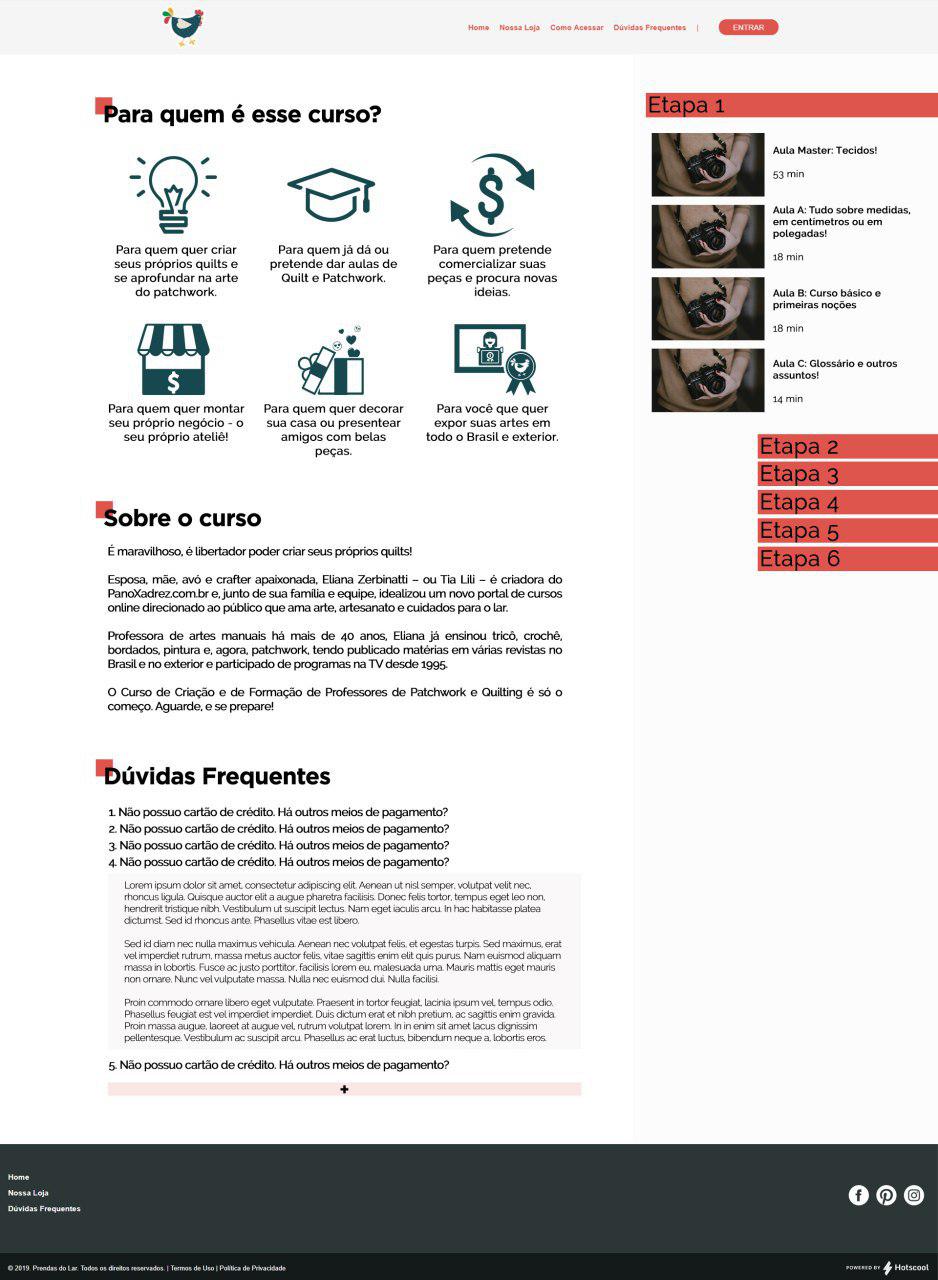 Home Nossa Loja Como Acessar Dúvidas Frequentes | ENTRAR
Para quem é esse curso?
Para quem quer criar
seus próprios quilts e
se aprofundar na arte
do patchwork.
Para quem já dá ou
pretende dar aulas de
Quilt e Patchwork.
Para quem pretende
comercializar suas
peças e procura novas
ideias.
Para quem quer montar
seu próprio negócio - o
seu próprio ateliê!
Para quem quer decorar
sua casa ou presentear
amigos com belas
peças.
Para você que quer
expor suas artes em
todo o Brasil e exterior.
Sobre o curso
É maravilhoso, é libertador poder criar seus próprios quilts!
Esposa, mãe, avó e crafter apaixonada, Eliana Zerbinatti – ou Tia Lili – é criadora do
PanoXadrez.com.br e, junto de sua família e equipe, idealizou um novo portal de cursos
online direcionado ao público que ama arte, artesanato e cuidados para o lar.
Professora de artes manuais há mais de 40 anos, Eliana já ensinou tricô, crochê,
bordados, pintura e, agora, patchwork, tendo publicado matérias em várias revistas no
Brasil e no exterior e participado de programas na TV desde 1995.
O Curso de Criação e de Formação de Professores de Patchwork e Quilting é só o
começo. Aguarde, e se prepare!
Dúvidas Frequentes
1. Não possuo cartão de crédito. Há outros meios de pagamento?
2. Não possuo cartão de crédito. Há outros meios de pagamento?
3. Não possuo cartão de crédito. Há outros meios de pagamento?
4. Não possuo cartão de crédito. Há outros meios de pagamento?
Lorem ipsum dolor sit amet, consectetur adipiscing elit. Aenean ut nisl semper, volutpat velit nec,
rhoncus ligula. Quisque auctor elit a augue pharetra facilisis. Donec felis tortor, tempus eget leo non,
hendrerit tristique nibh. Vestibulum ut suscipit lectus. Nam eget iaculis arcu. In hac habitasse platea
dictumst. Sed id rhoncus ante. Phasellus vitae est libero.
Sed id diam nec nulla maximus vehicula. Aenean nec volutpat felis, et egestas turpis. Sed maximus, erat
vel imperdiet rutrum, massa metus auctor felis, vitae sagittis enim elit quis purus. Nam euismod aliquam
massa in lobortis. Fusce ac justo porttitor, facilisis lorem eu, malesuada urna. Mauris mattis eget mauris
non ornare. Nunc vel vulputate massa. Nulla nec euismod dui. Nulla facilisi.
Proin commodo ornare libero eget vulputate. Praesent in tortor feugiat, lacinia ipsum vel, tempus odio.
Phasellus feugiat est vel imperdiet imperdiet. Duis dictum erat et nibh pretium, ac sagittis enim gravida.
Proin massa augue, laoreet at augue vel, rutrum volutpat lorem. In in enim sit amet lacus dignissim
pellentesque. Vestibulum ac suscipit arcu. Phasellus ac erat luctus, bibendum neque a, lobortis eros.
5. Não possuo cartão de crédito. Há outros meios de pagamento?
+
Etapa 1
Aula Master: Tecidos!
53 min
Aula A: Tudo sobre medidas,
em centímetros ou em
polegadas!
18 min
Aula B: Curso básico e
primeiras noções
18 min
Aula C: Glossário e outros
assuntos!
14 min
Etapa 2
Etapa 3
Etapa 4
Etapa 5
Etapa 6
Home
Nossa Loja
Dúvidas Frequentes
© 2019. Prendas do Lar. Todos os direitos reservados. | Termos de Uso | Política de Privacidade
POWERED BY Hotscool